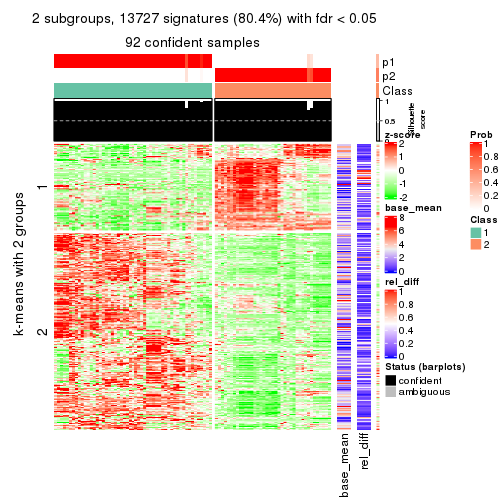 2 subgroups, 13727 signatures (80.4%) with fdr < 0.05
92 confident samples
p1
p2
Class
1
0.5
0
Silhouette
score
k-means with 2 groups
1
2
z-score
2
1
0
-1
-2
base_mean
8
6
4
2
0
rel_diff
1
0.8
0.6
0.4
0.2
0
Status (barplots)
confident
ambiguous
Prob
1
0.8
0.6
0.4
0.2
0
Class
1
2
base_mean
rel_diff